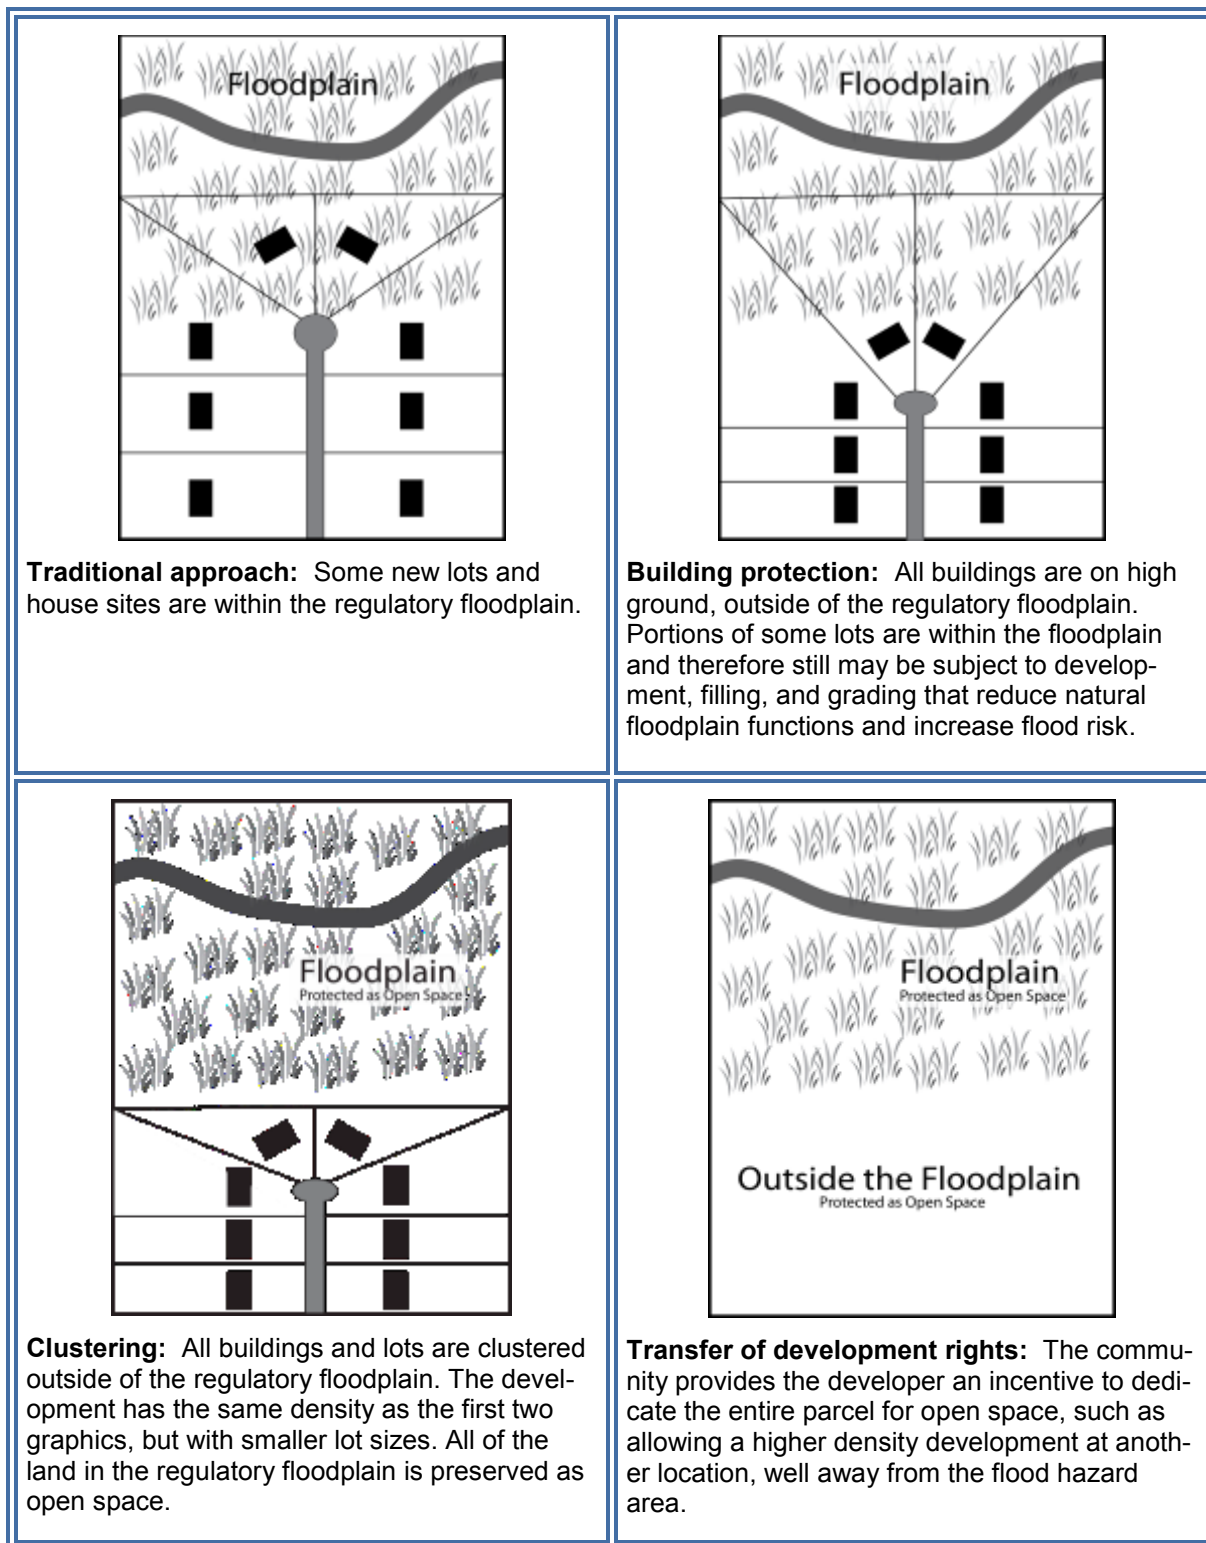 Floodplain
Traditional approach:  Some new lots and
house sites are within the regulatory floodplain.
Floodplain
Building protection:  All buildings are on high
ground, outside of the regulatory floodplain.
Portions of some lots are within the floodplain
and therefore still may be subject to develop-
ment, filling, and grading that reduce natural
floodplain functions and increase flood risk.
Floodplain
Protected as Open Space
Clustering:  All buildings and lots are clustered
outside of the regulatory floodplain. The devel-
opment has the same density as the first two
graphics, but with smaller lot sizes. All of the
land in the regulatory floodplain is preserved as
open space.
Floodplain
Protected as Open Space
Outside the Floodplain
Protected as Open Space
Transfer of development rights:  The commu-
nity provides the developer an incentive to dedi-
cate the entire parcel for open space, such as
allowing a higher density development at anoth-
er location, well away from the flood hazard
area.